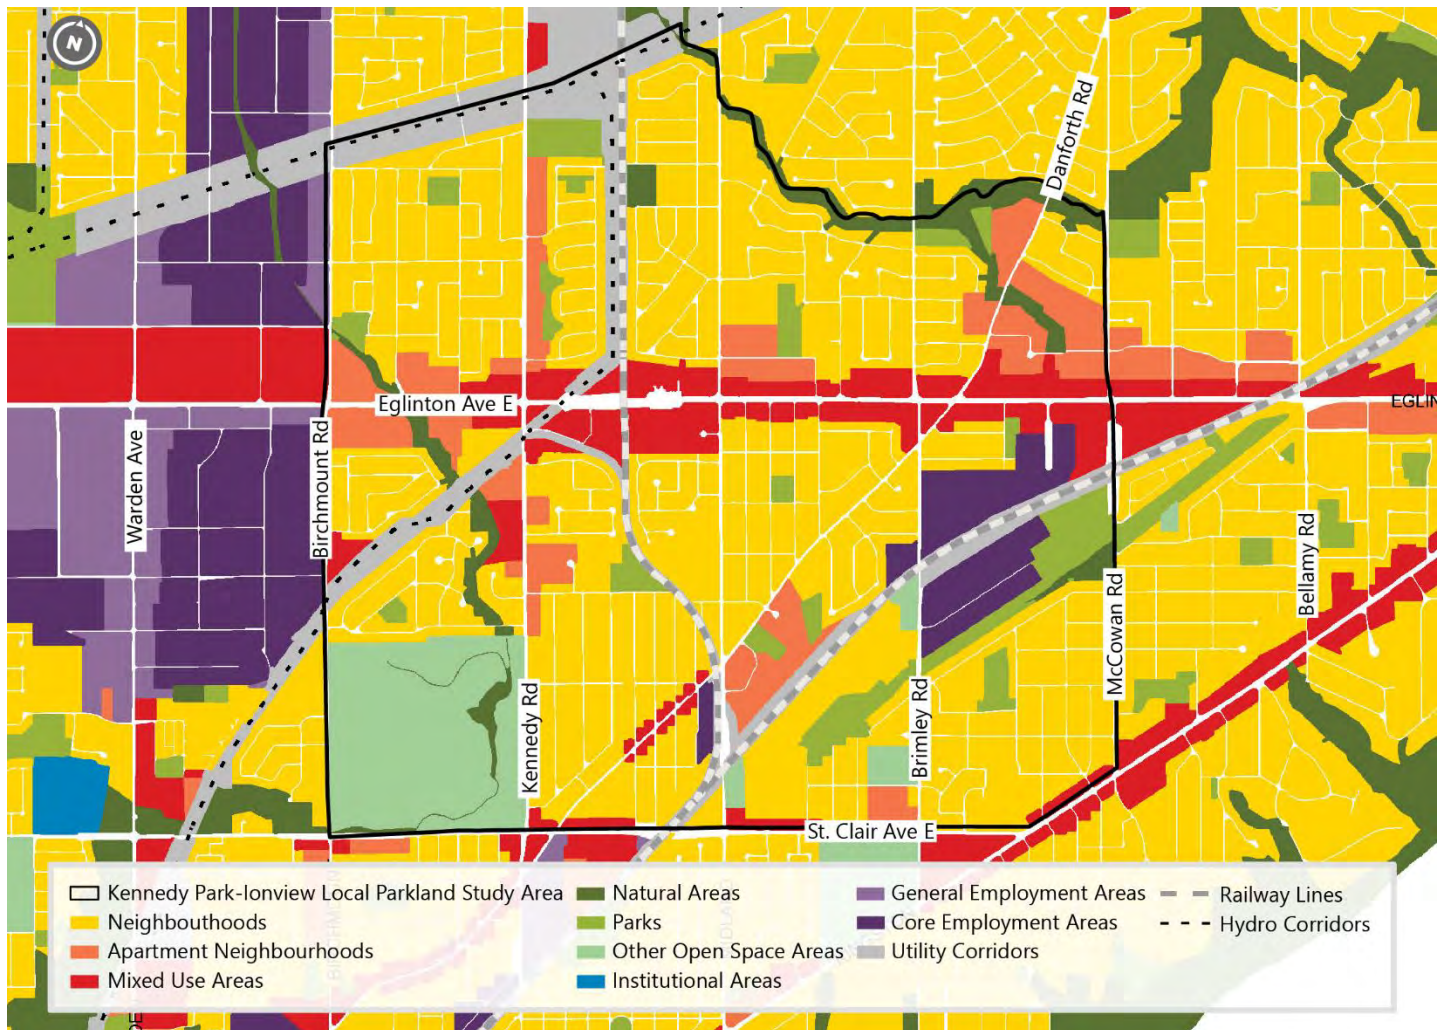 N
Danforth Rd
Eglinton Ave E
EGLIN
Warden Ave
Birchmount Rd
Bellamy Rd
McCowan Rd
Kennedy Rd
Brimley Rd
St. Clair Ave E
Kennedy Park-Ionview Local Parkland Study Area
Neighbouthoods
Apartment Neighbourhoods
Mixed Use Areas
Natural Areas
Parks
Other Open Space Areas
Institutional Areas
General Employment Areas
Core Employment Areas
Utility Corridors
Railway Lines
Hydro Corridors